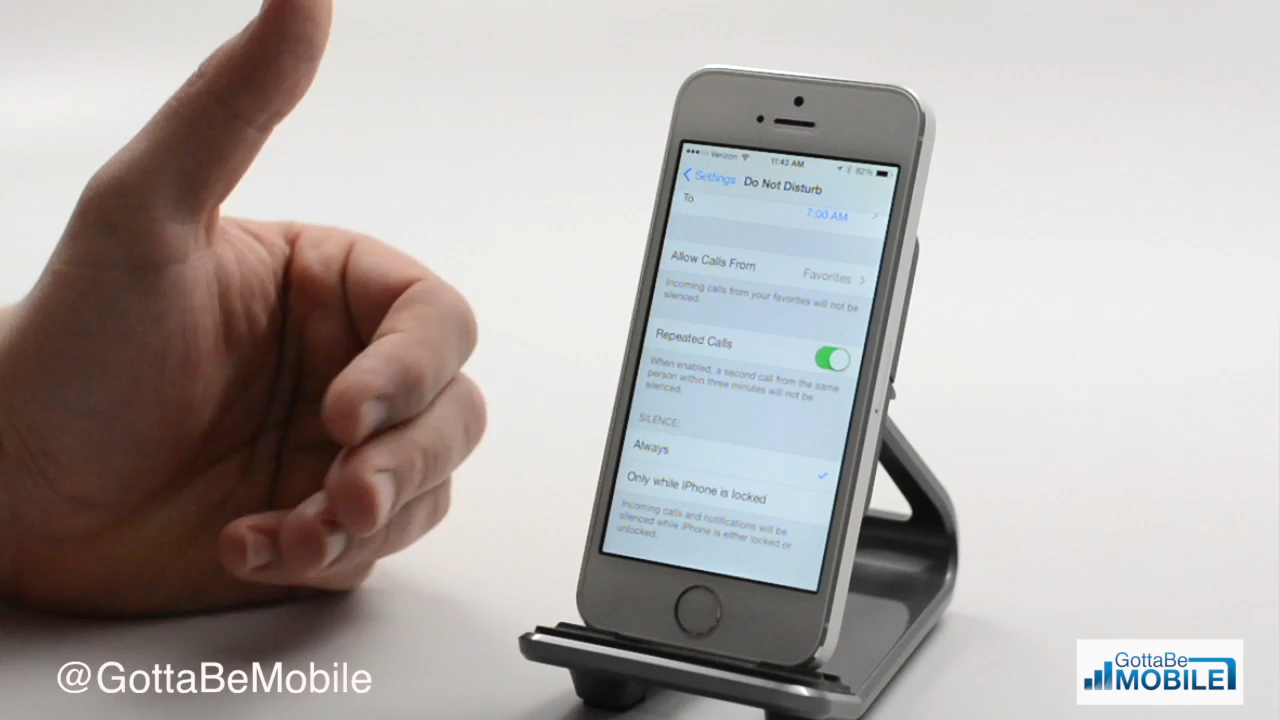 Verizon 11:43 AM 82%
Settings Do Not Disturb
To 7:00 AM
Allow Calls From Favorites
Incoming calls from your favorites will not be
silenced.
Repeated Calls
When enabled, a second call from the same
person within three minutes will not be
silenced.
SILENCE:
Always
Only while iPhone is locked
Incoming calls and notifications will be
silenced while iPhone is either locked or
unlocked.
@GottaBeMobile
GottaBe
MOBILE